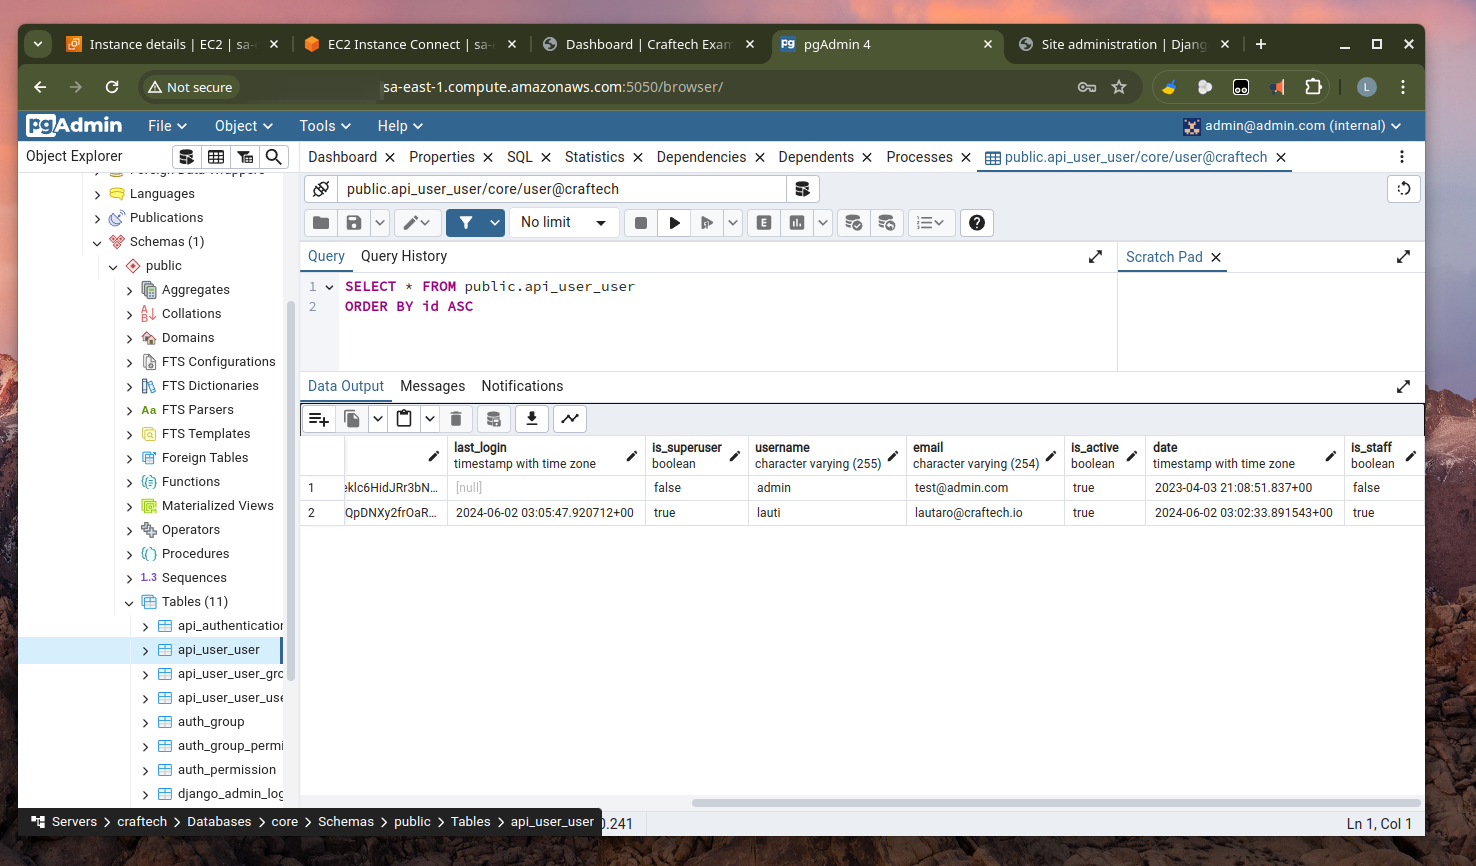 Instance details | EC2 | sa-
EC2 Instance Connect | sa-
Dashboard | Craftech Exam
pgAdmin 4
Site administration | Djang
Not secure
sa-east-1.compute.amazonaws.com:5050/browser/
L
pgAdmin
File
Object
Tools
Help
admin@admin.com (internal)
Object Explorer
Dashboard
Properties
SQL
Statistics
Dependencies
Dependents
Processes
public.api_user_user/core/user@craftech
public.api_user_user/core/user@craftech
No limit
E
Query
Query History
Scratch Pad
1 SELECT * FROM public.api_user_user
2 ORDER BY id ASC
Data Output
Messages
Notifications
last_login
timestamp with time zone
is_superuser
boolean
username
character varying (255)
email
character varying (254)
is_active
boolean
date
timestamp with time zone
is_staff
boolean
1 eklc6HidJRr3bN... [null] false admin test@admin.com true 2023-04-03 21:08:51.837+00 false
2 QpDNXy2frOaR... 2024-06-02 03:05:47.920712+00 true lauti lautaro@craftech.io true 2024-06-02 03:02:33.891543+00 true
Languages
Publications
Schemas (1)
public
Aggregates
Collations
Domains
FTS Configurations
FTS Dictionaries
Aa FTS Parsers
FTS Templates
Foreign Tables
Functions
Materialized Views
Operators
Procedures
1..3 Sequences
Tables (11)
api_authentication
api_user_user
api_user_user_gro
api_user_user_use
auth_group
auth_group_permi
auth_permission
django_admin_log
Servers > craftech > Databases > core > Schemas > public > Tables > api_user_user
0.241
Ln 1, Col 1